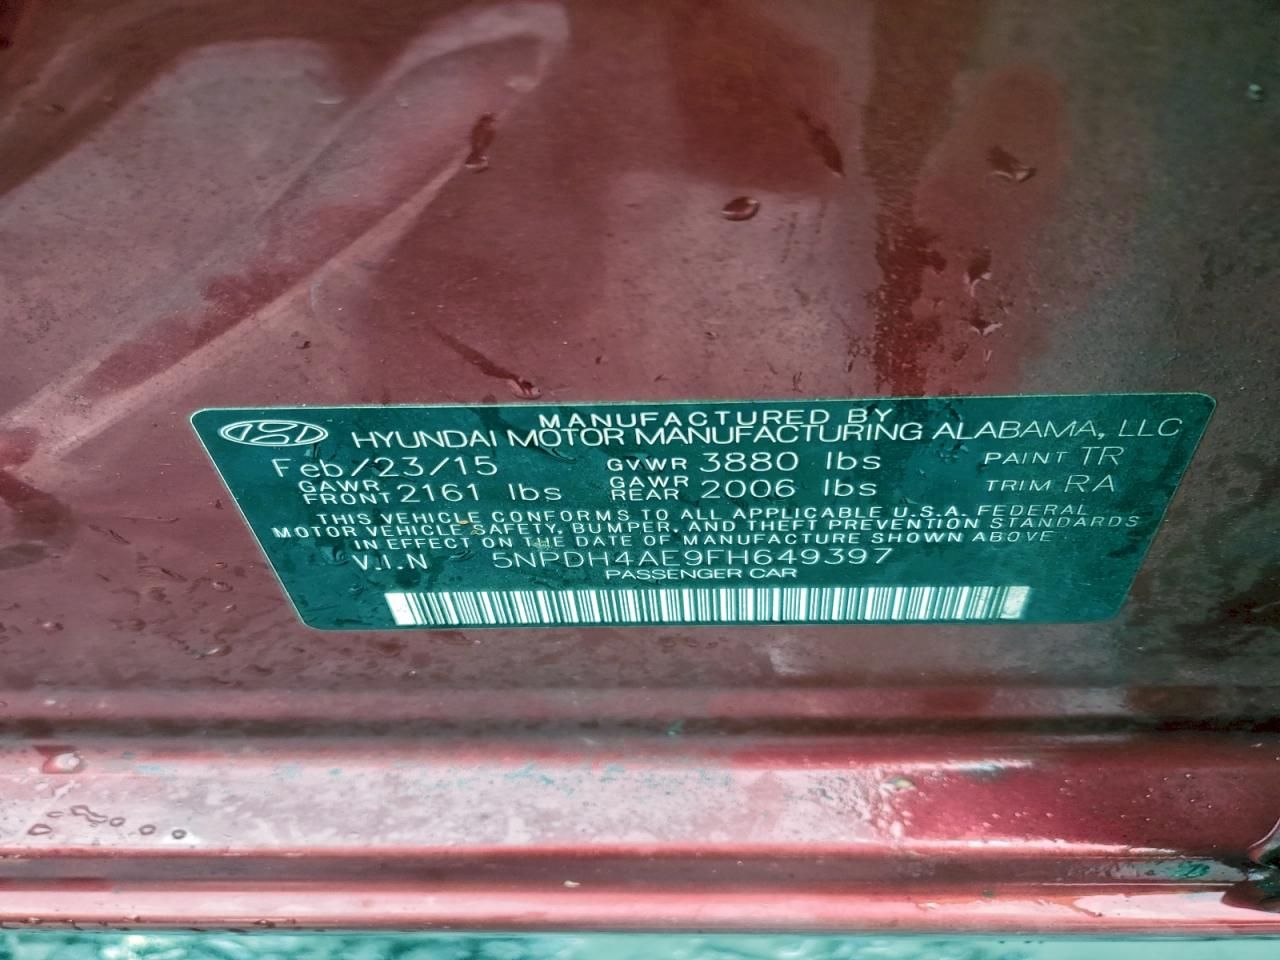 MANUFACTURED BY
HYUNDAI MOTOR MANUFACTURING ALABAMA, LLC
Feb/23/15 GVWR 3880 lbs PAINT TR
GAWR FRONT 2161 lbs GAWR REAR 2006 lbs TRIM RA
THIS VEHICLE CONFORMS TO ALL APPLICABLE U.S.A. FEDERAL
MOTOR VEHICLE SAFETY, BUMPER, AND THEFT PREVENTION STANDARDS
IN EFFECT ON THE DATE OF MANUFACTURE SHOWN ABOVE
V.I.N 5NPDH4AE9FH649397
PASSENGER CAR